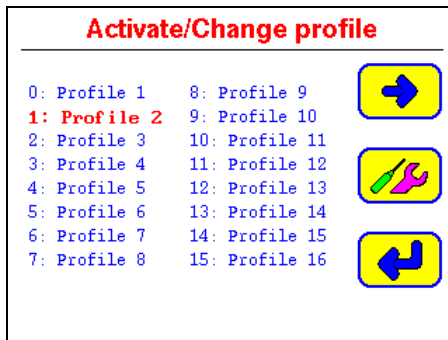 Activate/Change profile
0: Profile 1
1: Profile 2
2: Profile 3
3: Profile 4
4: Profile 5
5: Profile 6
6: Profile 7
7: Profile 8
8: Profile 9
9: Profile 10
10: Profile 11
11: Profile 12
12: Profile 13
13: Profile 14
14: Profile 15
15: Profile 16